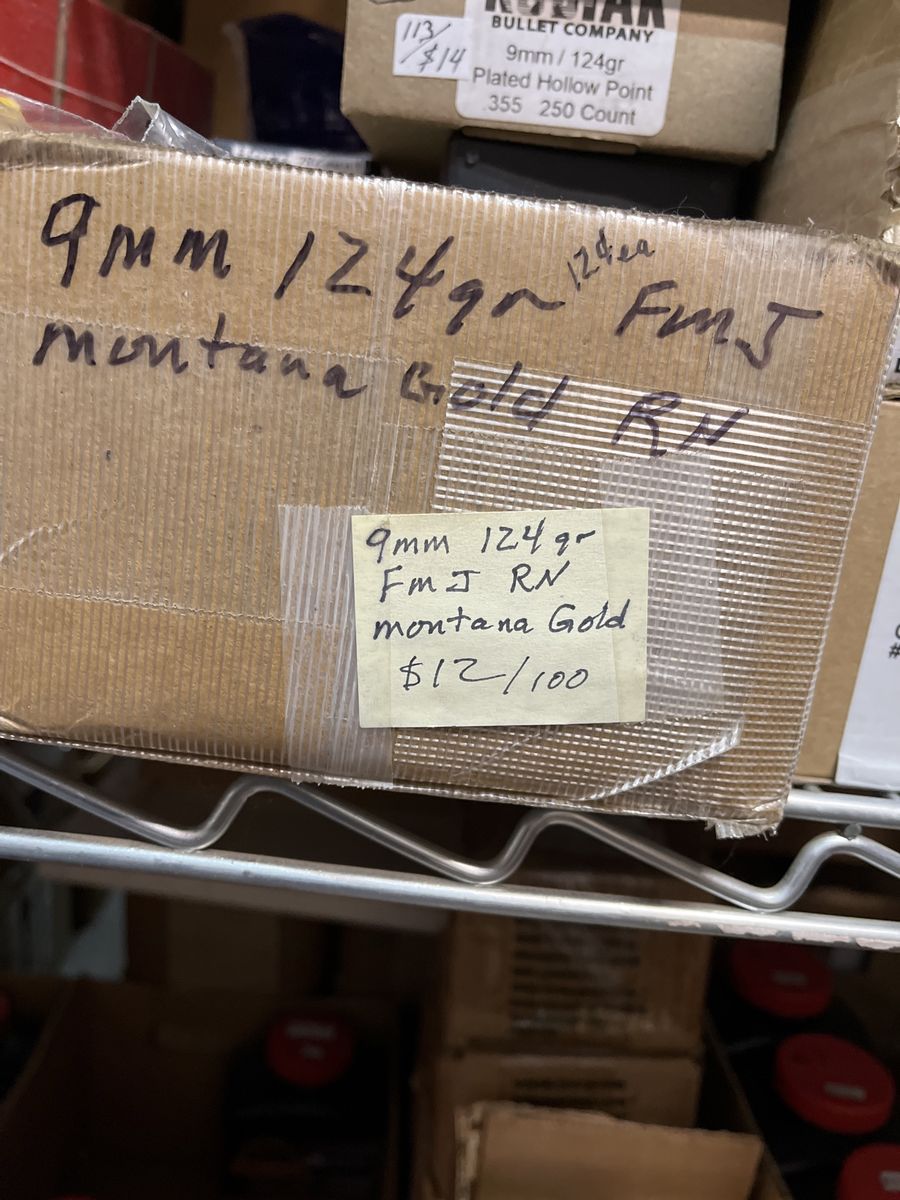 BULLET COMPANY
9mm / 124gr
Plated Hollow Point
.355 250 Count
113/$14
9mm 124gr 12¢ea FmJ
montana Gold RN
9mm 124gr
FmJ RN
montana Gold
$12/100